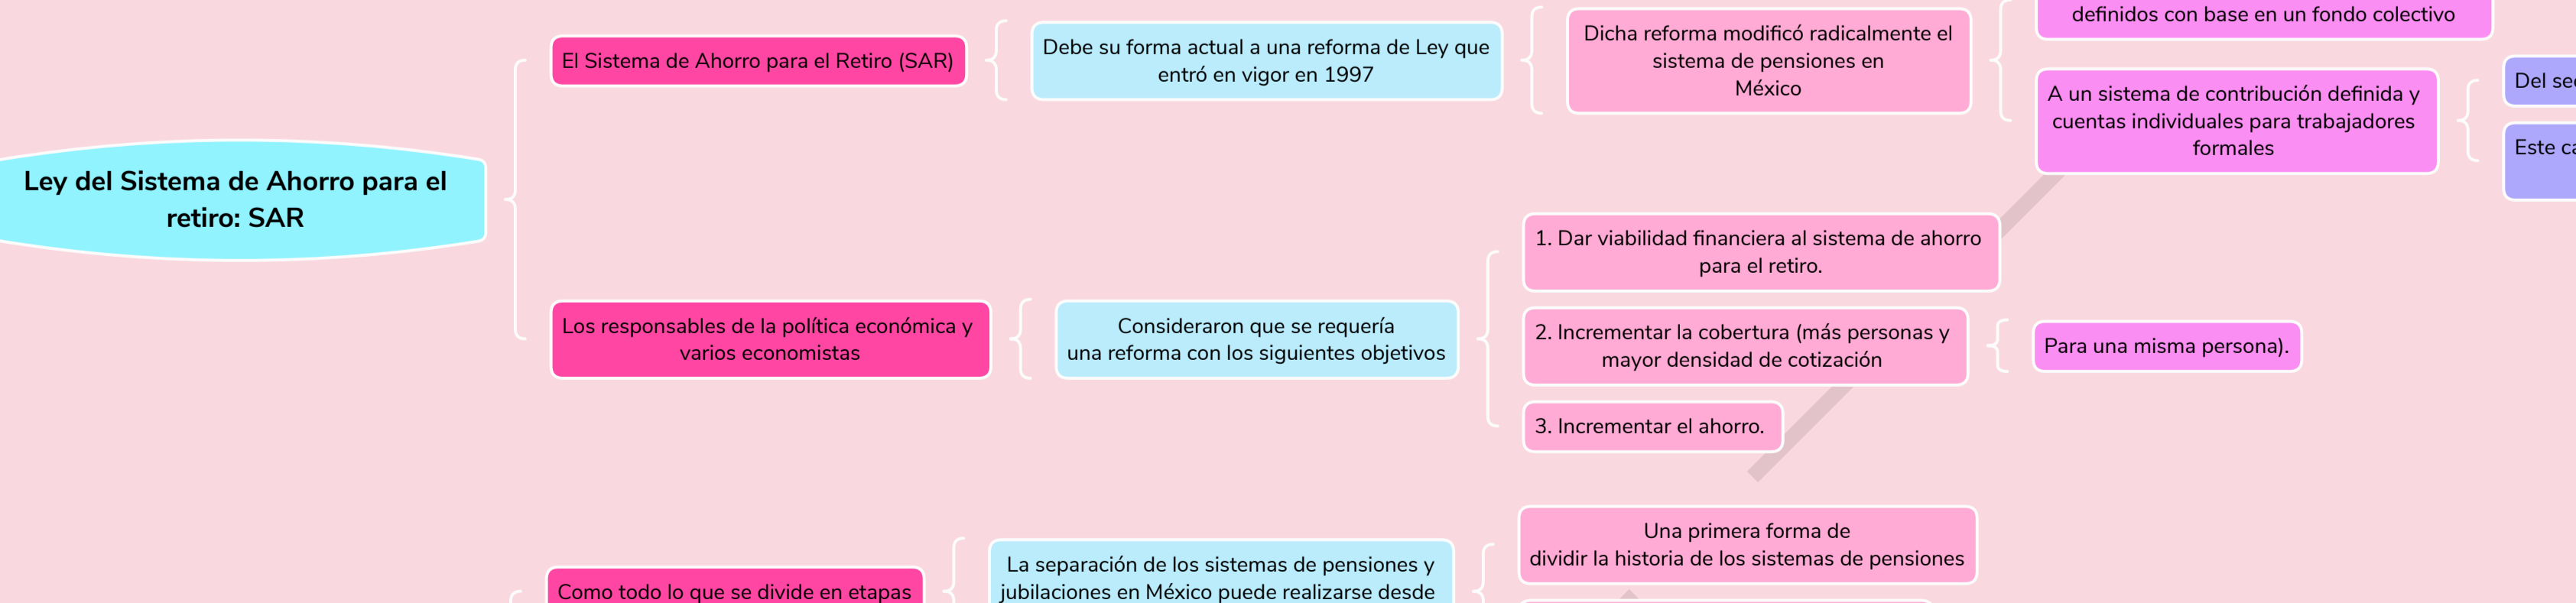 Ley del Sistema de Ahorro para el
retiro: SAR
El Sistema de Ahorro para el Retiro (SAR)
Debe su forma actual a una reforma de Ley que
entró en vigor en 1997
Dicha reforma modificó radicalmente el
sistema de pensiones en
México
definidos con base en un fondo colectivo
A un sistema de contribución definida y
cuentas individuales para trabajadores
formales
Del
Este
Los responsables de la política económica y
varios economistas
Consideraron que se requería
una reforma con los siguientes objetivos
1. Dar viabilidad financiera al sistema de ahorro
para el retiro.
2. Incrementar la cobertura (más personas y
mayor densidad de cotización
Para una misma persona).
3. Incrementar el ahorro.
Como todo lo que se divide en etapas
La separación de los sistemas de pensiones y
jubilaciones en México puede realizarse desde
Una primera forma de
dividir la historia de los sistemas de pensiones